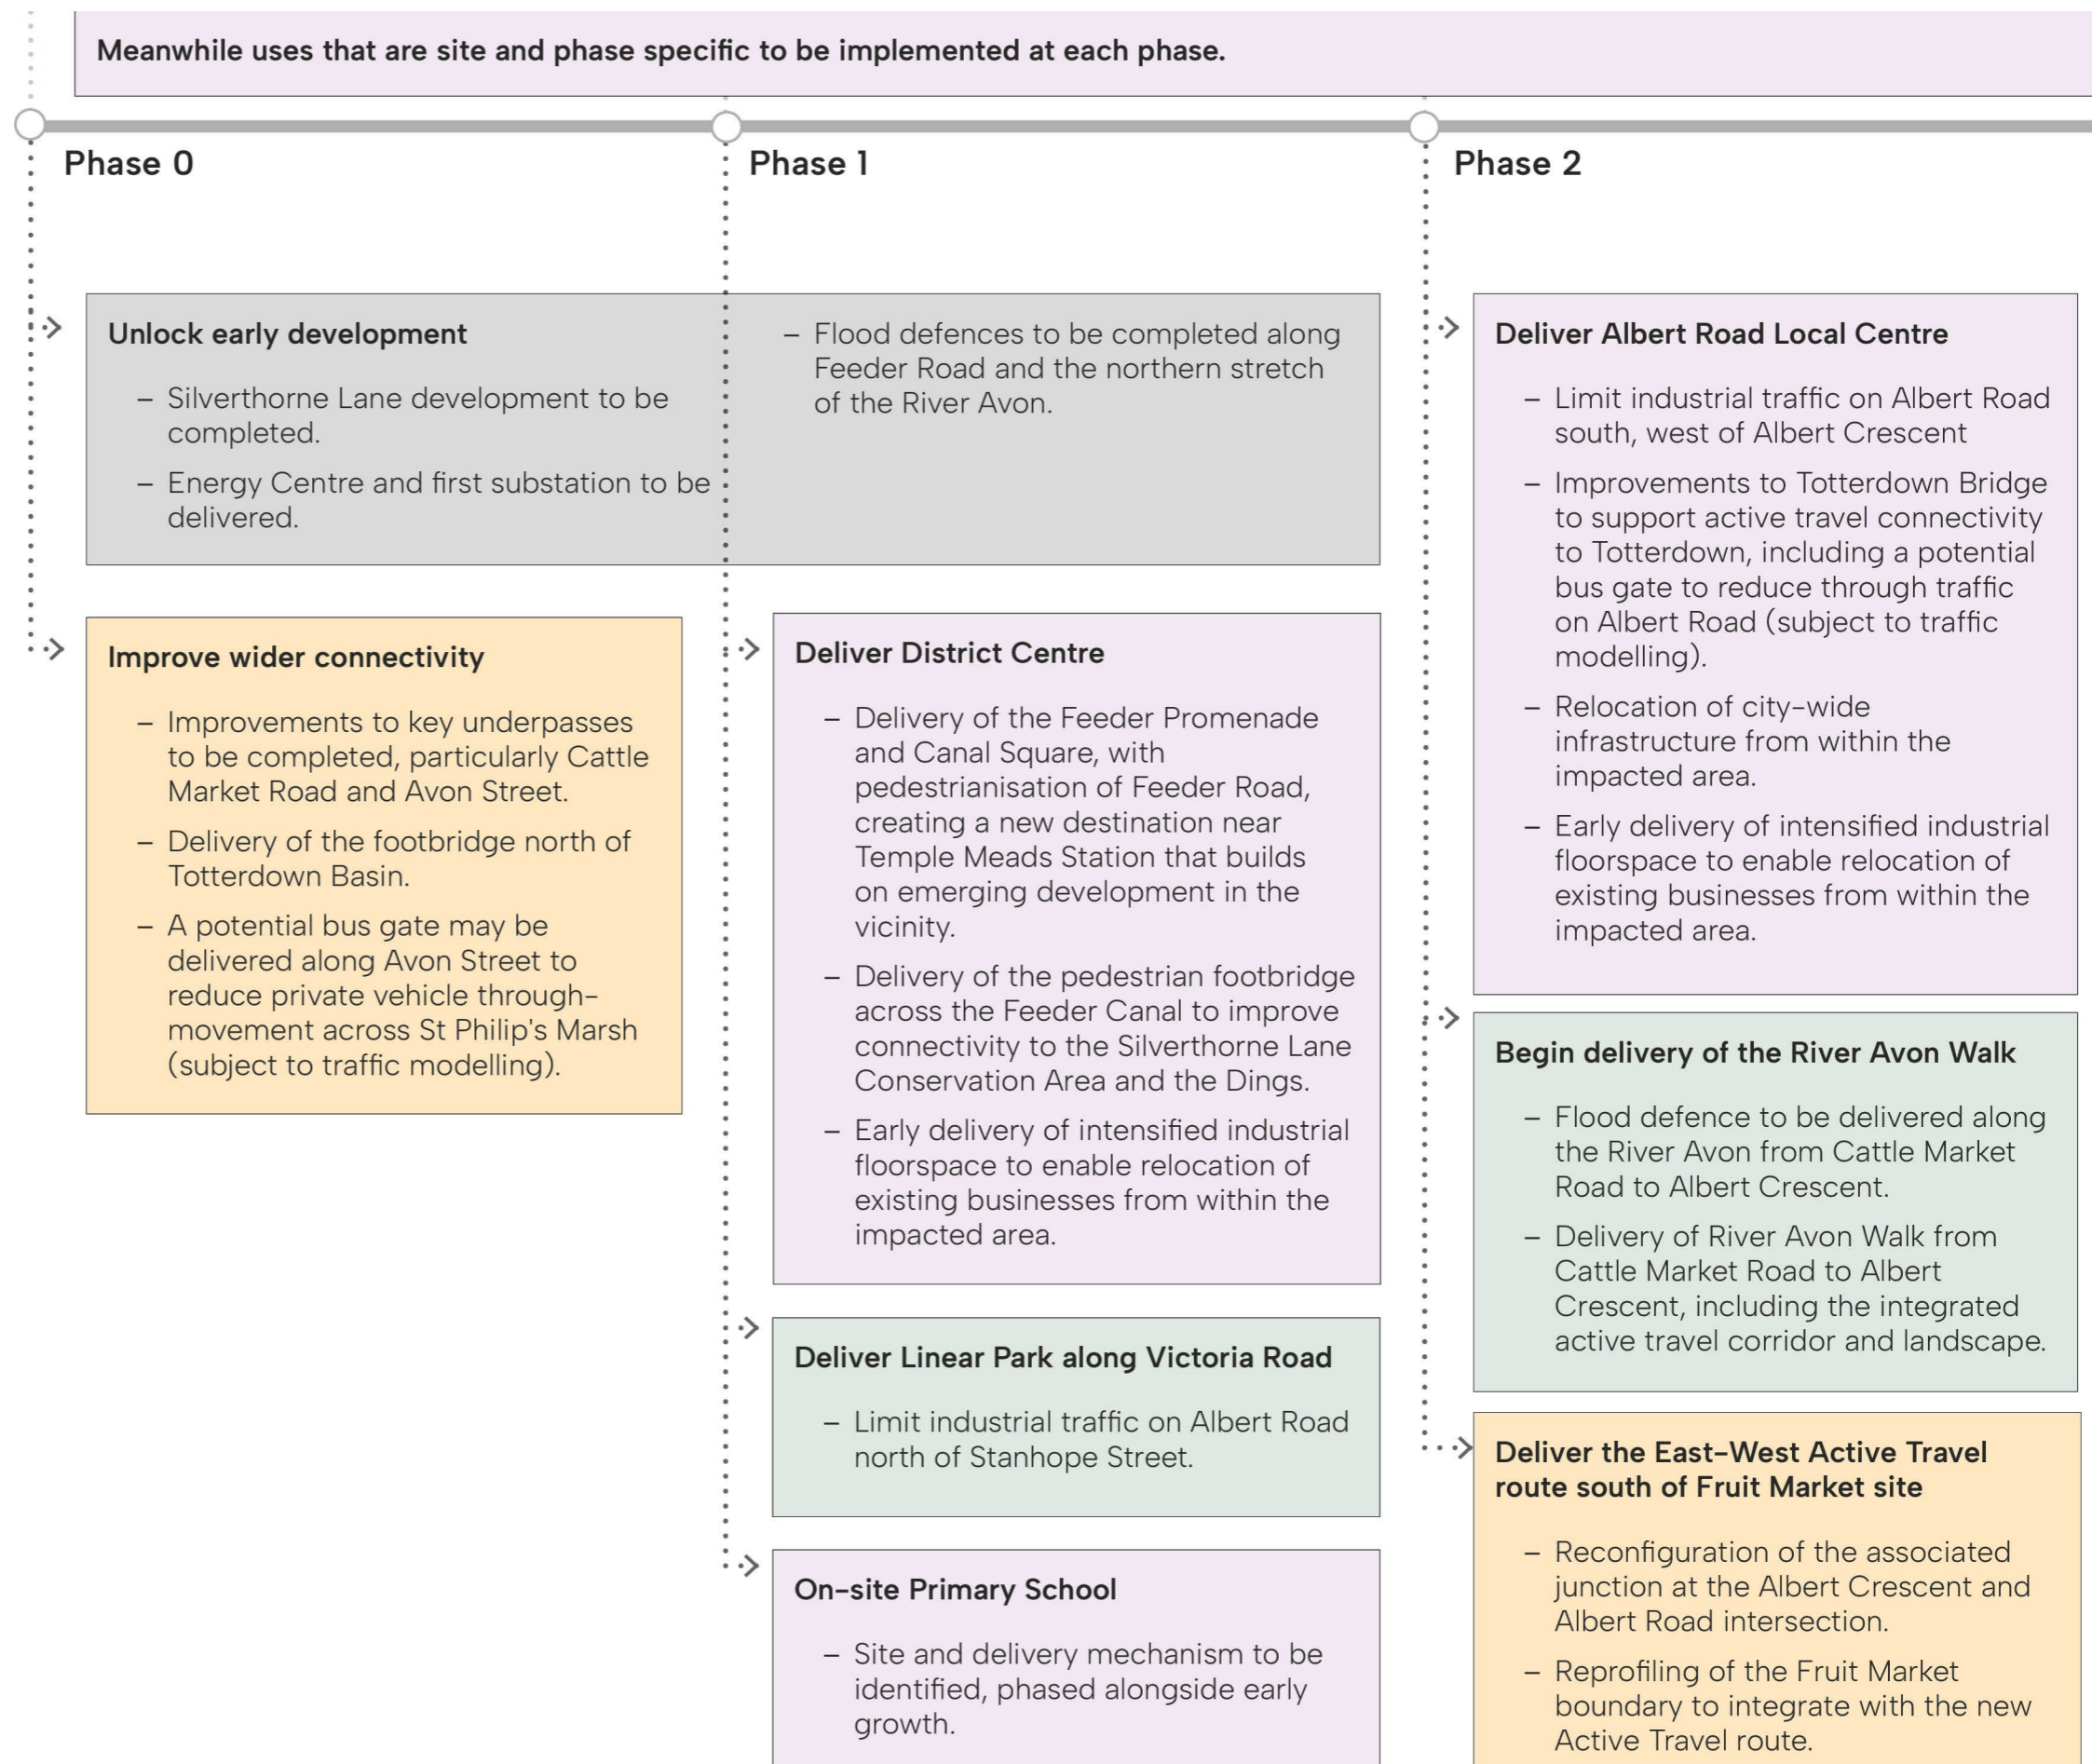 Meanwhile uses that are site and phase specific to be implemented at each phase.
Phase 0
Unlock early development
– Silverthorne Lane development to be
completed.
– Energy Centre and first substation to be
delivered.
– Flood defences to be completed along
Feeder Road and the northern stretch
of the River Avon.
Improve wider connectivity
– Improvements to key underpasses
to be completed, particularly Cattle
Market Road and Avon Street.
– Delivery of the footbridge north of
Totterdown Basin.
– A potential bus gate may be
delivered along Avon Street to
reduce private vehicle through-
movement across St Philip's Marsh
(subject to traffic modelling).
Phase 1
Deliver District Centre
– Delivery of the Feeder Promenade
and Canal Square, with
pedestrianisation of Feeder Road,
creating a new destination near
Temple Meads Station that builds
on emerging development in the
vicinity.
– Delivery of the pedestrian footbridge
across the Feeder Canal to improve
connectivity to the Silverthorne Lane
Conservation Area and the Dings.
– Early delivery of intensified industrial
floorspace to enable relocation of
existing businesses from within the
impacted area.
Deliver Linear Park along Victoria Road
– Limit industrial traffic on Albert Road
north of Stanhope Street.
On-site Primary School
– Site and delivery mechanism to be
identified, phased alongside early
growth.
Phase 2
Deliver Albert Road Local Centre
– Limit industrial traffic on Albert Road
south, west of Albert Crescent
– Improvements to Totterdown Bridge
to support active travel connectivity
to Totterdown, including a potential
bus gate to reduce through traffic
on Albert Road (subject to traffic
modelling).
– Relocation of city-wide
infrastructure from within the
impacted area.
– Early delivery of intensified industrial
floorspace to enable relocation of
existing businesses from within the
impacted area.
Begin delivery of the River Avon Walk
– Flood defence to be delivered along
the River Avon from Cattle Market
Road to Albert Crescent.
– Delivery of River Avon Walk from
Cattle Market Road to Albert
Crescent, including the integrated
active travel corridor and landscape.
Deliver the East-West Active Travel
route south of Fruit Market site
– Reconfiguration of the associated
junction at the Albert Crescent and
Albert Road intersection.
– Reprofiling of the Fruit Market
boundary to integrate with the new
Active Travel route.